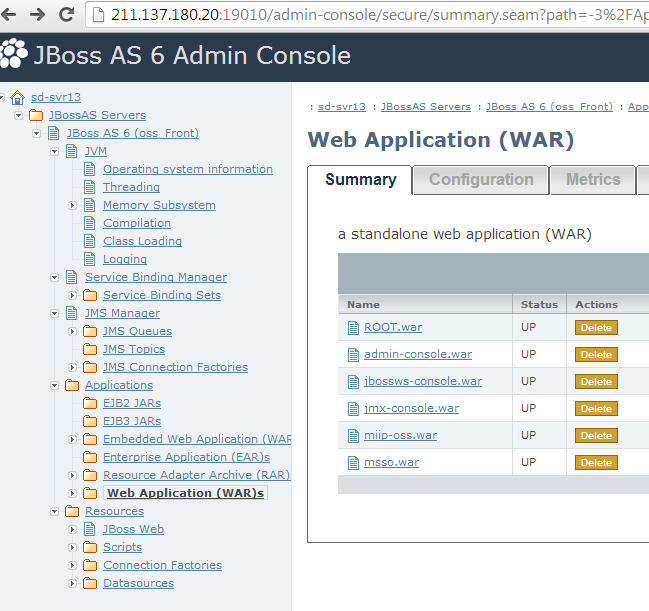 211.137.180.20:19010/admin-console/secure/summary.seam?path=-3%2FAp
JBoss AS 6 Admin Console
sd-svr13
JBossAS Servers
JBoss AS 6 (oss_Front)
JVM
Operating system information
Threading
Memory Subsystem
Compilation
Class Loading
Logging
Service Binding Manager
Service Binding Sets
JMS Manager
JMS Queues
JMS Topics
JMS Connection Factories
Applications
EJB2 JARs
EJB3 JARs
Embedded Web Application (WAR
Enterprise Application (EAR)s
Resource Adapter Archive (RAR)
Web Application (WAR)s
Resources
JBoss Web
Scripts
Connection Factories
Datasources
: sd-svr13 : JBossAS Servers : JBoss AS 6 (oss_Front) : App
Web Application (WAR)
Summary Configuration Metrics
a standalone web application (WAR)
Name Status Actions
ROOT.war UP Delete
admin-console.war UP Delete
jbossws-console.war UP Delete
jmx-console.war UP Delete
miip-oss.war UP Delete
msso.war UP Delete